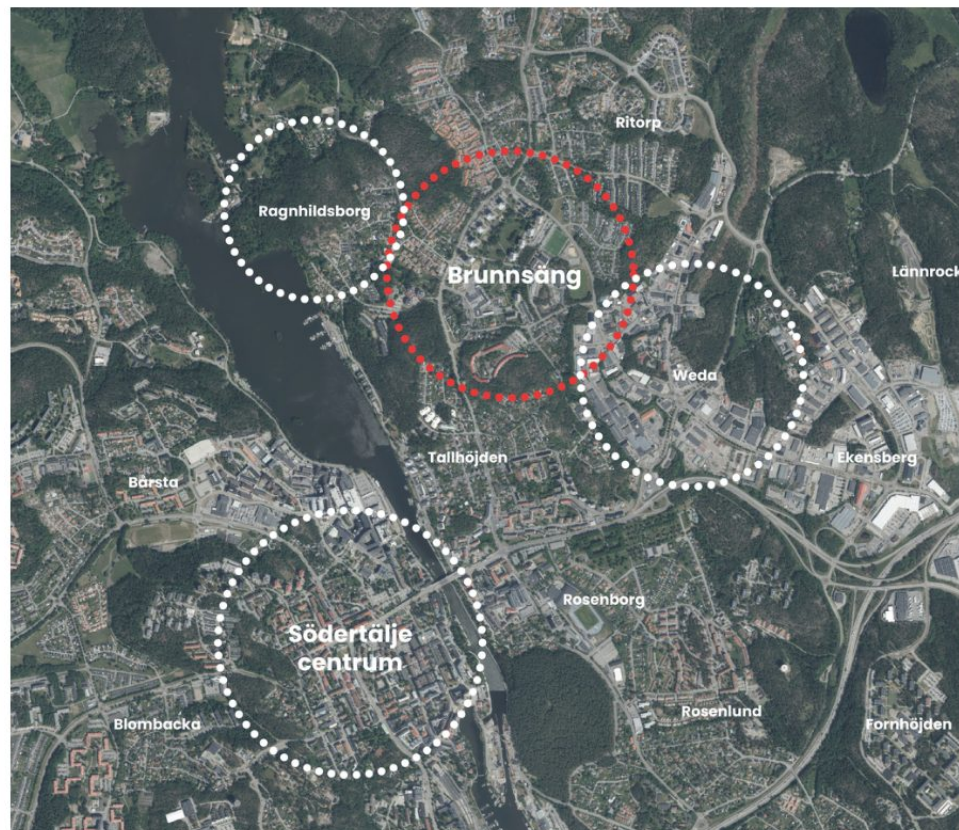 Ritorp
Ragnhildsborg
Brunnsäng
Lännrock
Weda
Tallhöjden
Ekensberg
Bårsta
Rosenborg
Södertälje
centrum
Rosenlund
Blombacka
Fornhöjden